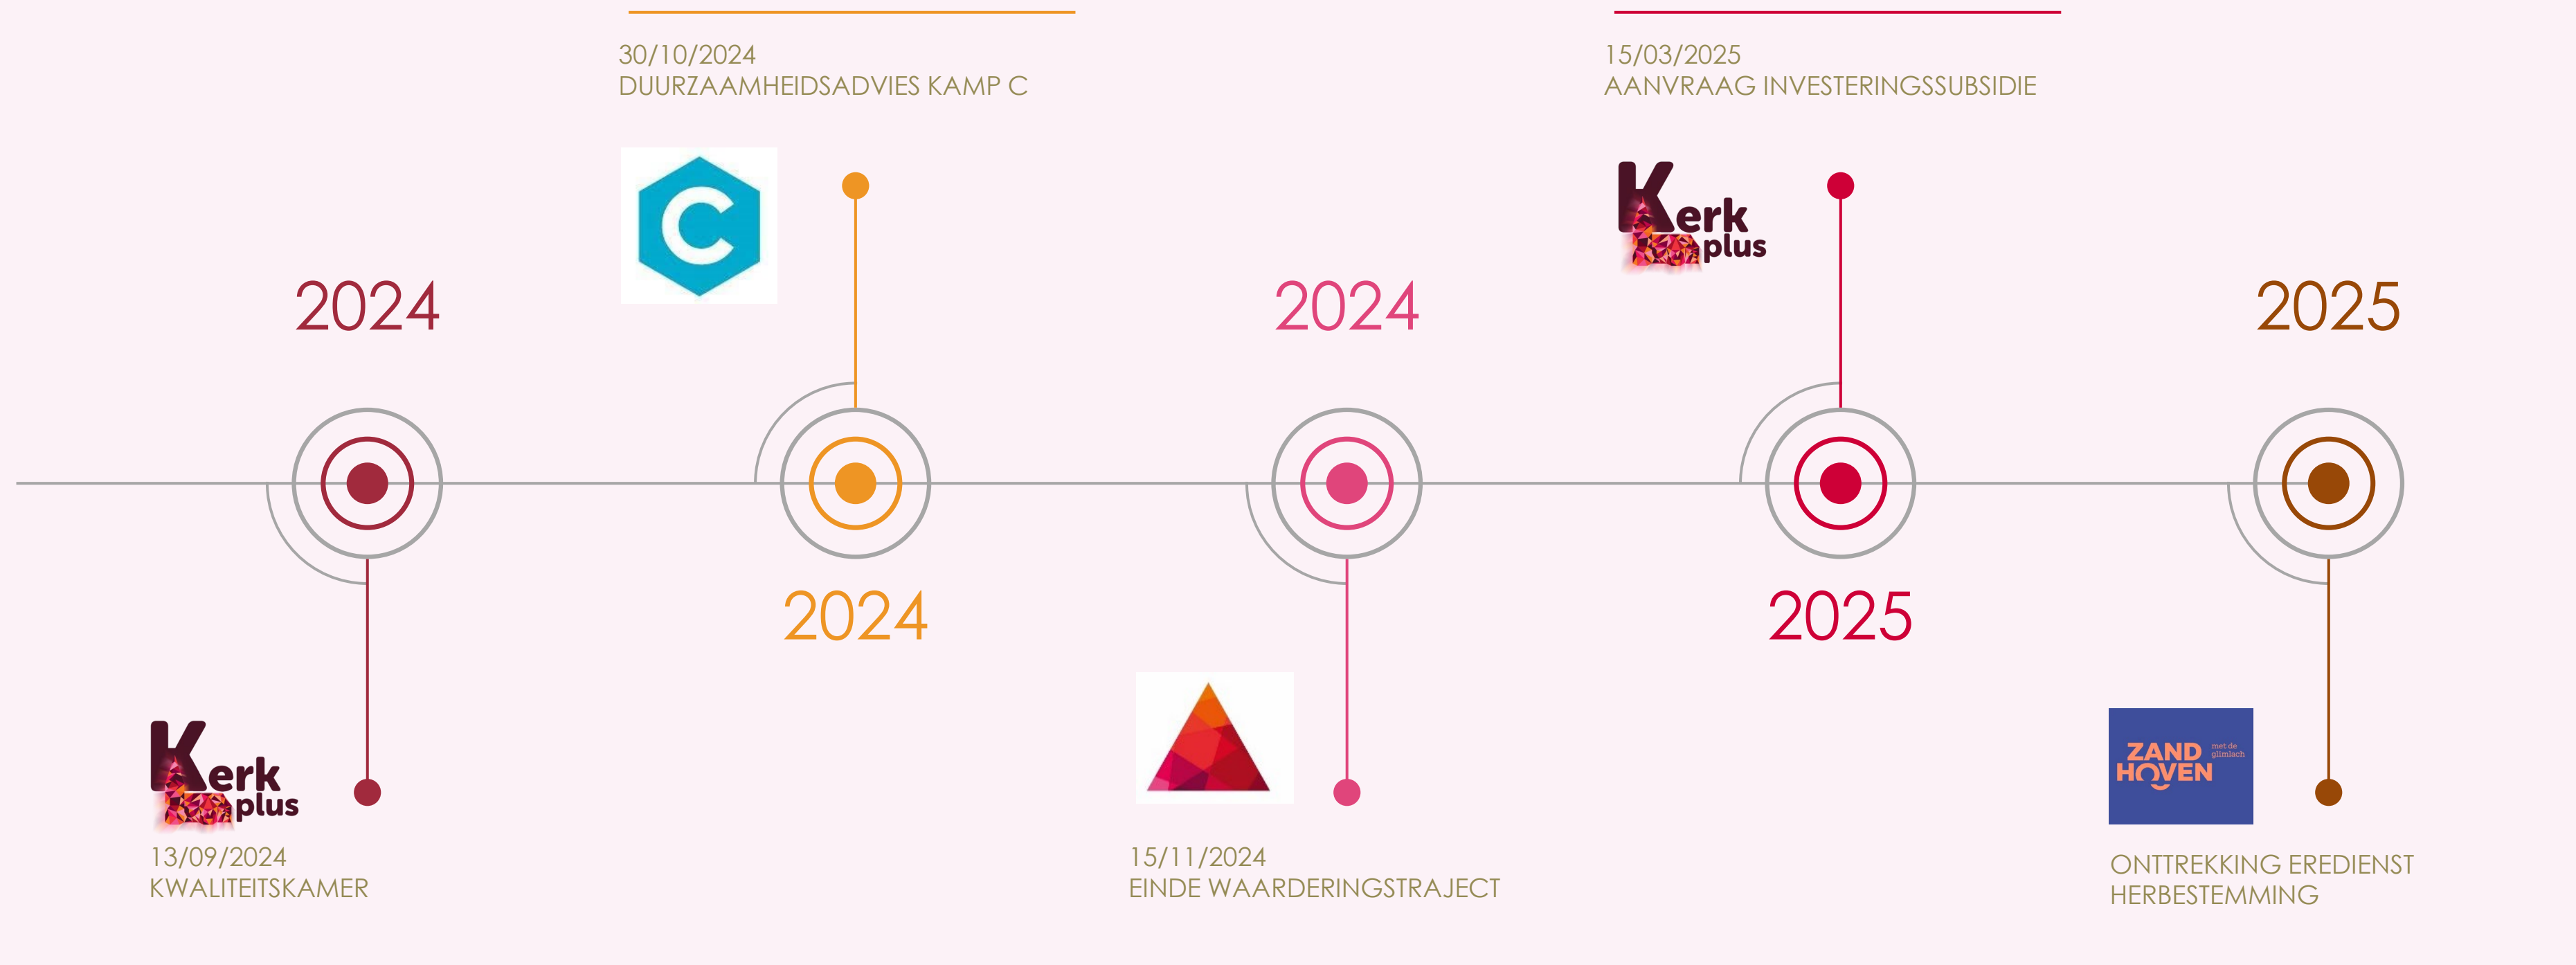 30/10/2024
DUURZAAMHEIDSADVIES KAMP C
15/03/2025
AANVRAAG INVESTERINGSSUBSIDIE
C
Kerk
plus
2024
2024
2025
2024
2025
Kerk
plus
13/09/2024
KWALITEITSKAMER
15/11/2024
EINDE WAARDERINGSTRAJECT
ZAND
HOVEN
met de
glimlach
ONTTREKKING EREDIENST
HERBESTEMMING